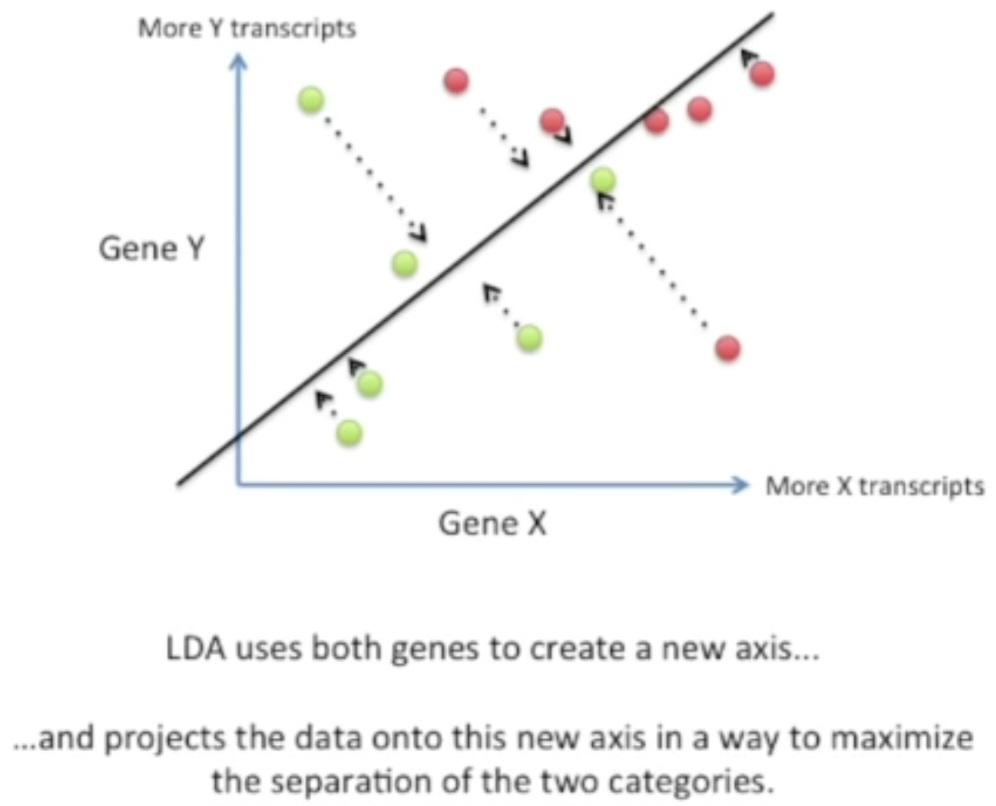 More Y transcripts
Gene Y
More X transcripts
Gene X
LDA uses both genes to create a new axis...
...and projects the data onto this new axis in a way to maximize
the separation of the two categories.